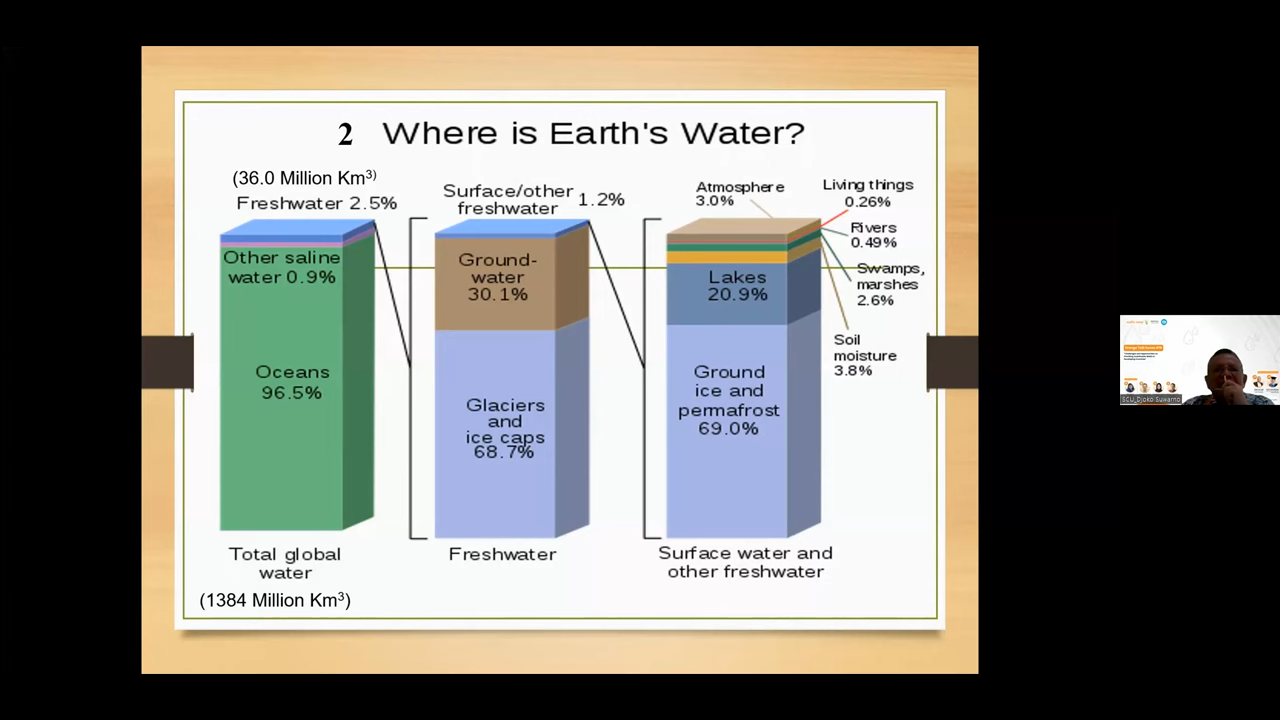 2 Where is Earth's Water?
(36.0 Million Km³)
Freshwater 2.5%
Other saline
water 0.9%
Oceans
96.5%
Total global
water
(1384 Million Km³)
Surface/other
freshwater 1.2%
Ground-
water
30.1%
Glaciers
and
ice caps
68.7%
Freshwater
Atmosphere
3.0%
Living things
0.26%
Rivers
0.49%
Swamps,
marshes
2.6%
Soil
moisture
3.8%
Lakes
20.9%
Ground
ice and
permafrost
69.0%
Surface water and
other freshwater
SCU_Djoko Suwarno